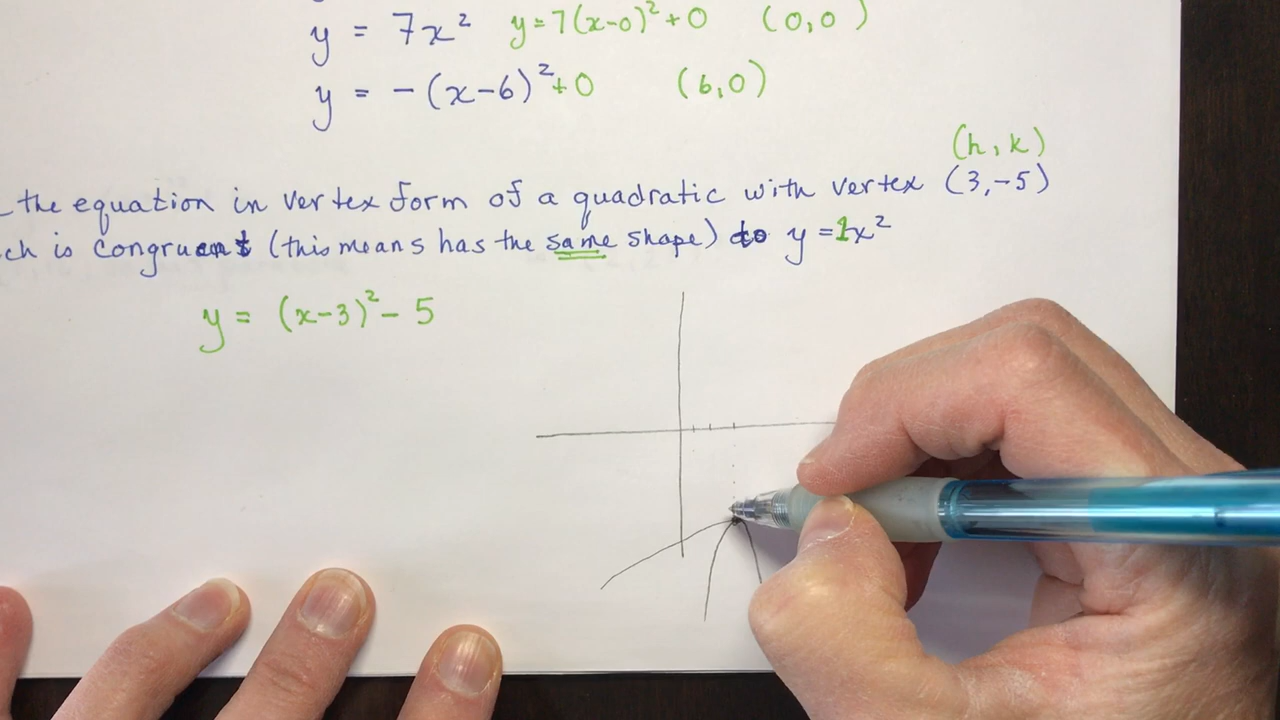 y = 7x² y=7(x-0)²+0 (0,0)
y = -(x-6)²+0 (6,0)
(h,k)
the equation in vertex form of a quadratic with vertex (3,-5)
ch is congruent (this means has the same shape) to y =1x²
y = (x-3)²- 5